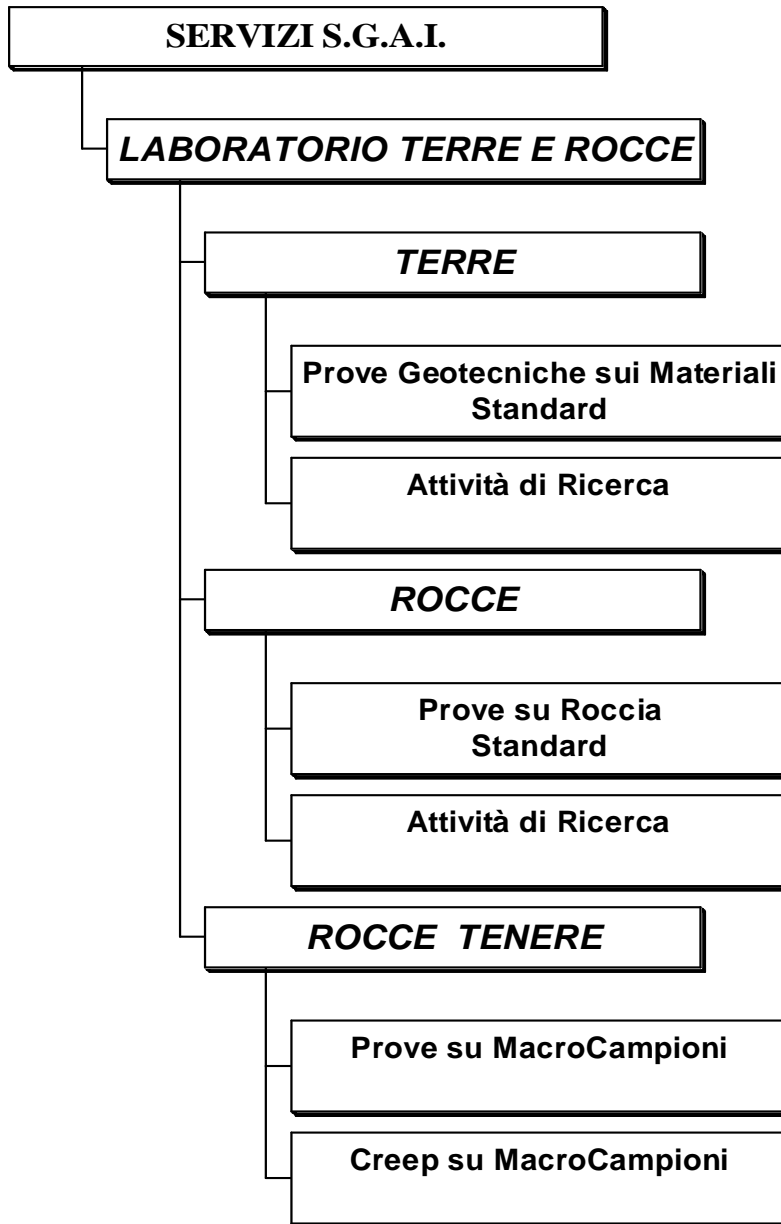 SERVIZI S.G.A.I.
LABORATORIO TERRE E ROCCE
TERRE
Prove Geotecniche sui Materiali
Standard
Attività di Ricerca
ROCCE
Prove su Roccia
Standard
Attività di Ricerca
ROCCE TENERE
Prove su MacroCampioni
Creep su MacroCampioni